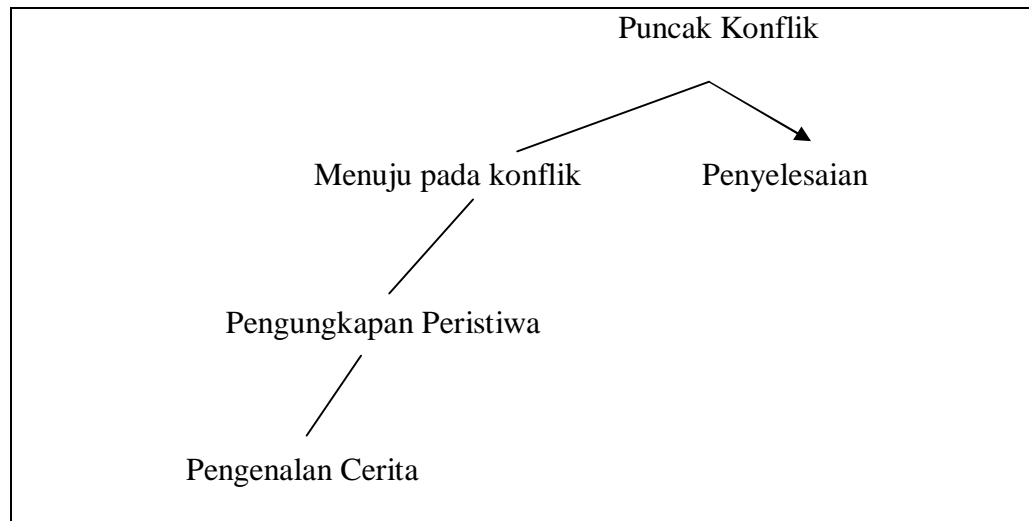 Puncak Konflik
Menuju pada konflik
Penyelesaian
Pengungkapan Peristiwa
Pengenalan Cerita